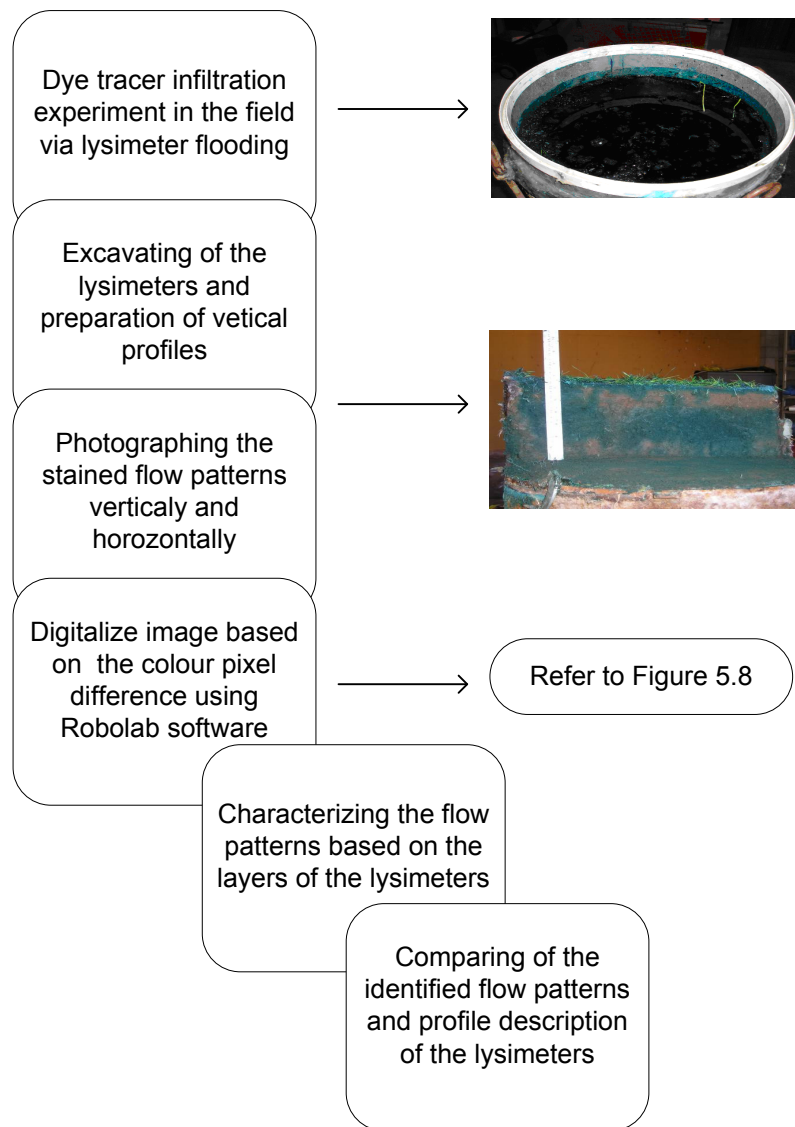 Dye tracer infiltration
experiment in the field
via lysimeter flooding
Excavating of the
lysimeters and
preparation of vetical
profiles
Photographing the
stained flow patterns
verticaly and
horozontally
Digitalize image based
on the colour pixel
difference using
Robolab software
Refer to Figure 5.8
Characterizing the flow
patterns based on the
layers of the lysimeters
Comparing of the
identified flow patterns
and profile description
of the lysimeters